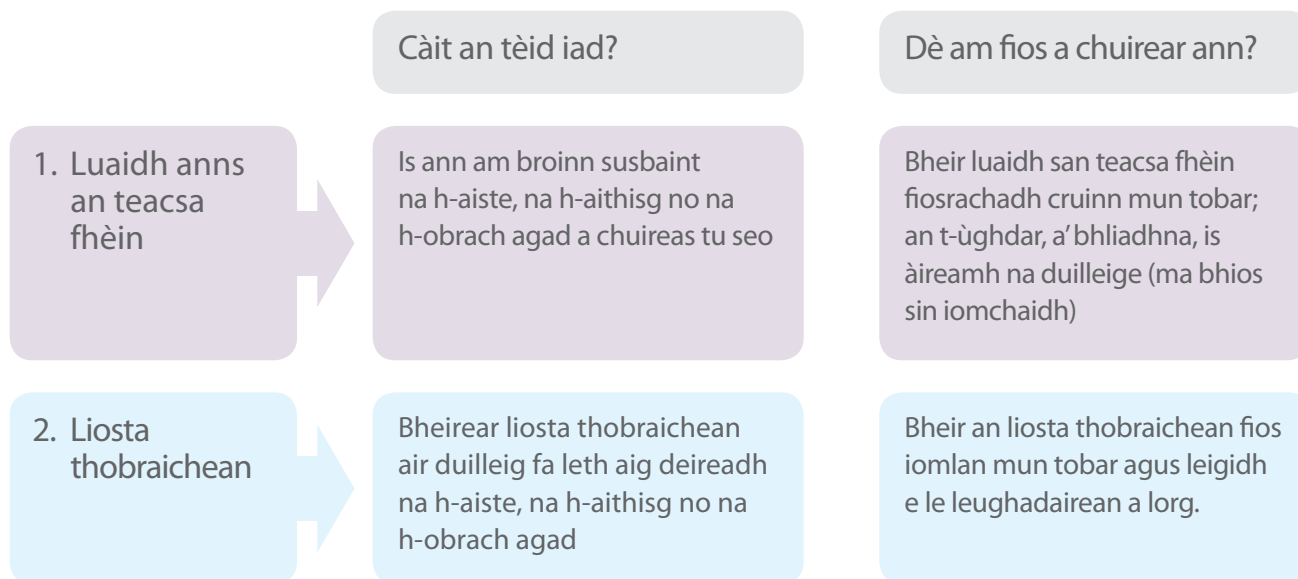 Càit an tèid iad?
Dè am fios a chuirear ann?
1. Luaidh anns
an teacsa
fhèin
Is ann am broinn susbaint
na h-aiste, na h-aithisg no na
h-obrach agad a chuireas tu seo
Bheir luaidh san teacsa fhèin
fiosrachadh cruinn mun tobar;
an t-ùghdar, a’ bhliadhna, is
àireamh na duilleige (ma bhios
sin iomchaidh)
2. Liosta
thobraichean
Bheirear liosta thobraichean
air duilleig fa leth aig deireadh
na h-aiste, na h-aithisg no na
h-obrach agad
Bheir an liosta thobraichean fios
iomlan mun tobar agus leigidh
e le leughadairean a lorg.